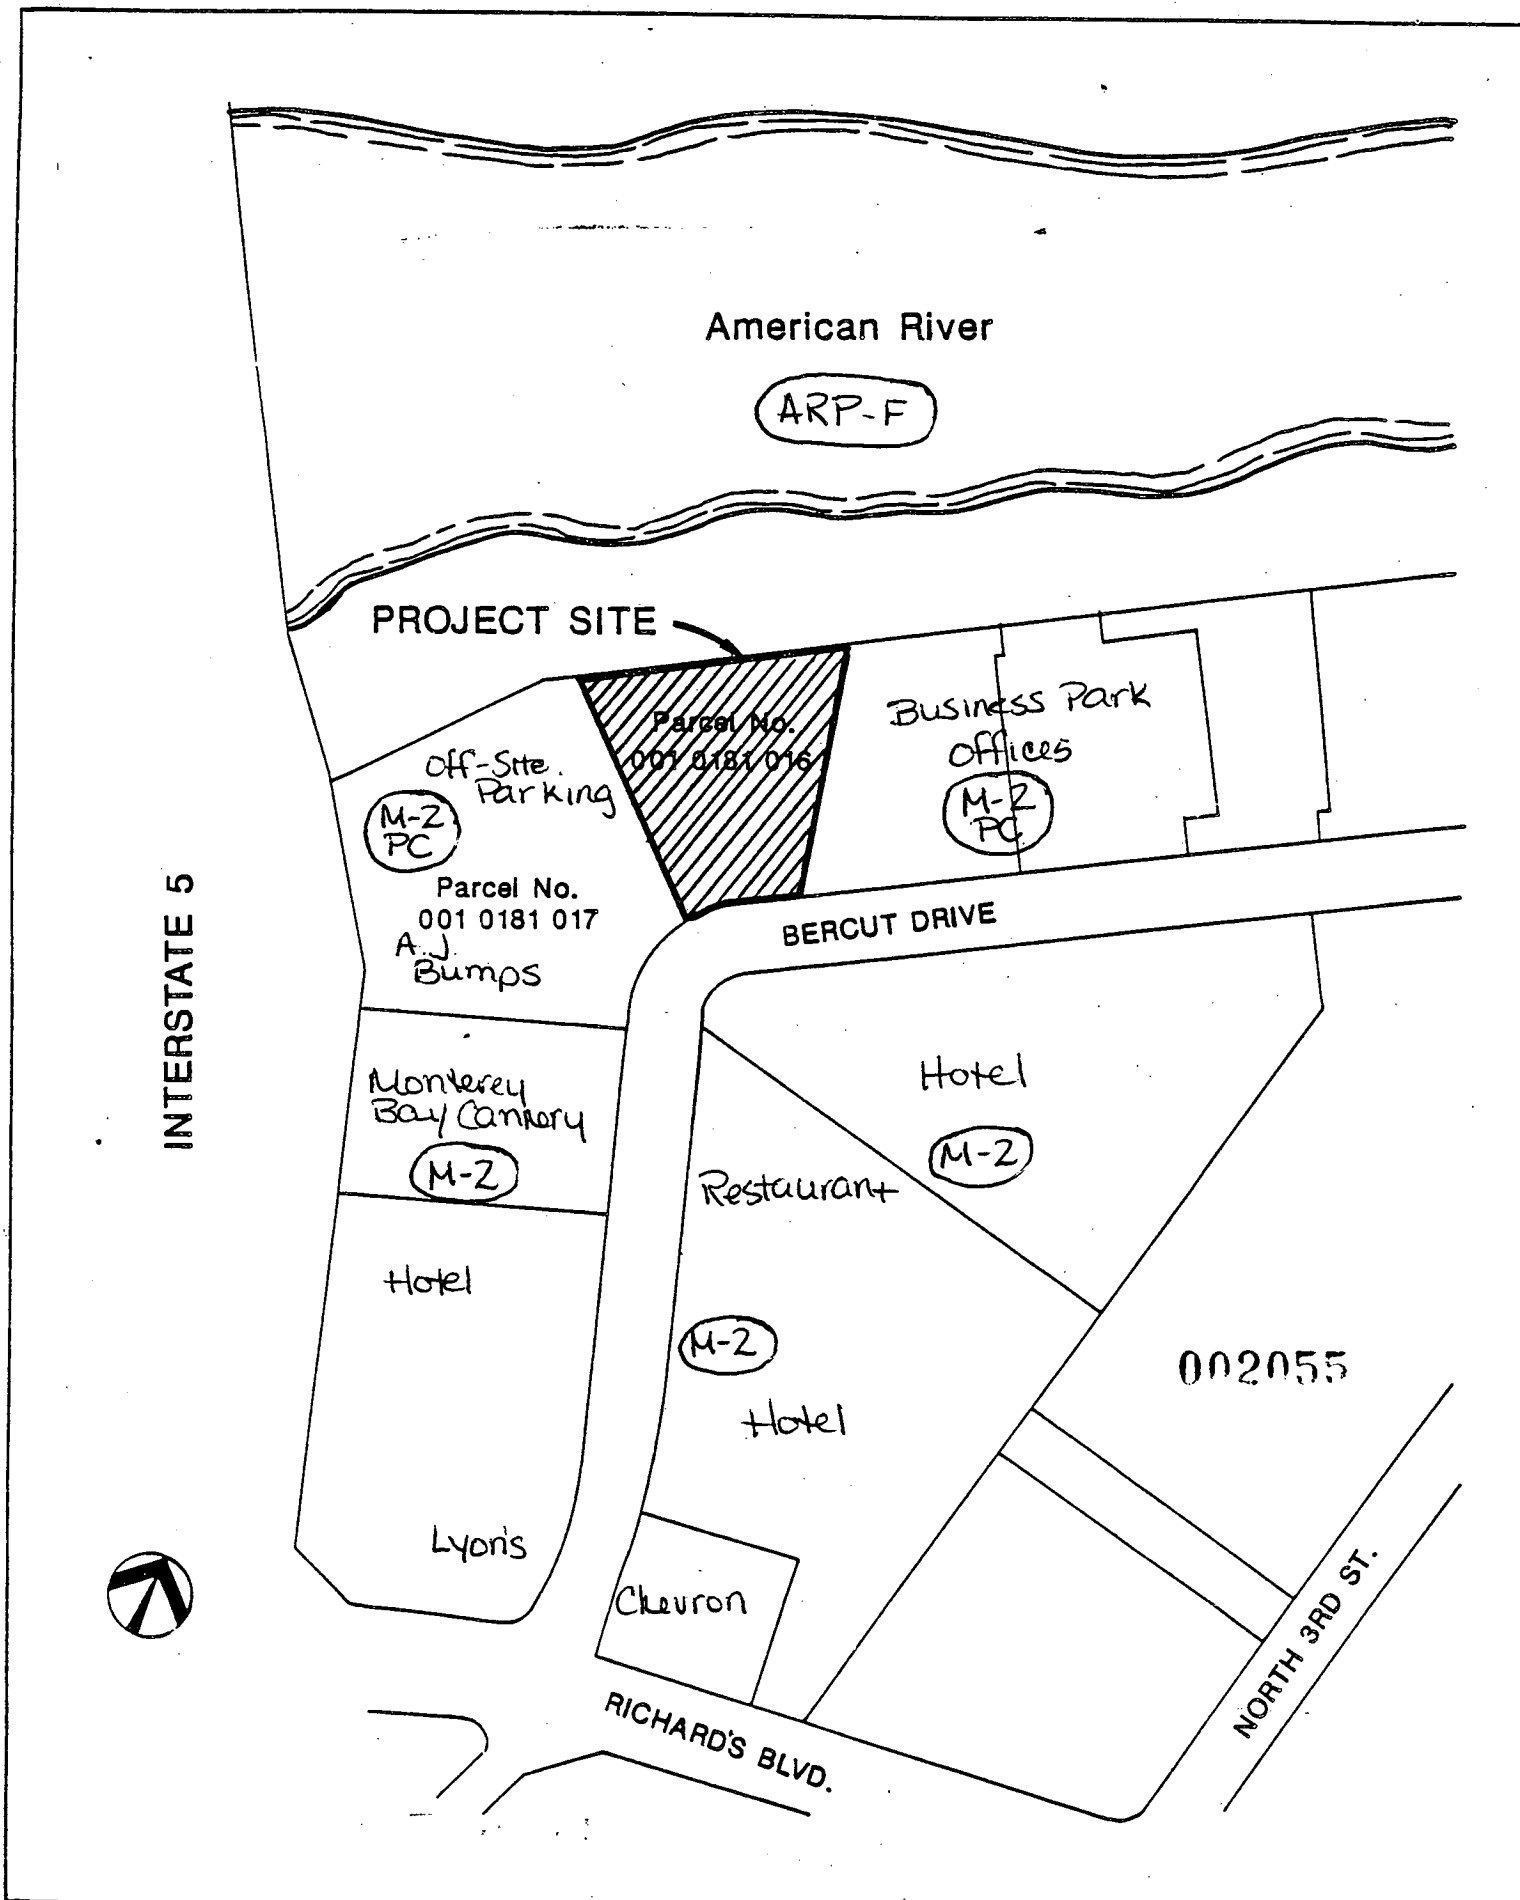 American River
ARP-F
PROJECT SITE
Parcel No.
001 0181 016
Business Park
Offices
M-2
PC
Off-Site
Parking
M-2
PC
Parcel No.
001 0181 017
A.J.
Bumps
BERCUT DRIVE
INTERSTATE 5
Monterey
Bay Cannery
M-2
Hotel
M-2
Restaurant
Hotel
M-2
Hotel
002055
Lyon's
Chevron
RICHARD'S BLVD.
NORTH 3RD ST.